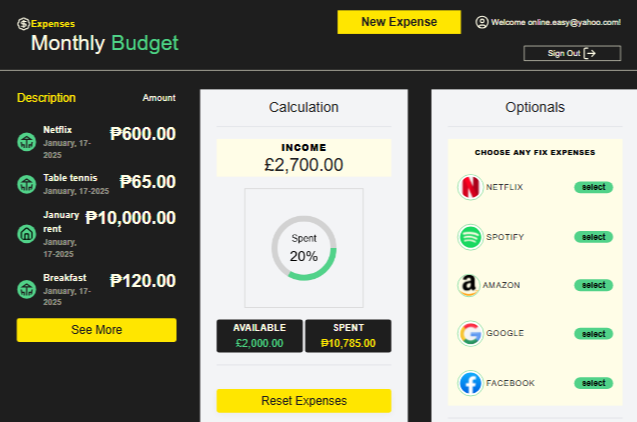 Expenses
Monthly Budget
New Expense
Welcome online.easy@yahoo.com!
Sign Out
Description
Amount
Netflix
₱600.00
January, 17-
2025
Table tennis
₱65.00
January, 17-2025
January
rent
₱10,000.00
January,
17-2025
Breakfast
₱120.00
January, 17-
2025
See More
Calculation
INCOME
£2,700.00
Spent
20%
AVAILABLE
£2,000.00
SPENT
₱10,785.00
Reset Expenses
Optionals
CHOOSE ANY FIX EXPENSES
NETFLIX
select
SPOTIFY
select
AMAZON
select
GOOGLE
select
FACEBOOK
select